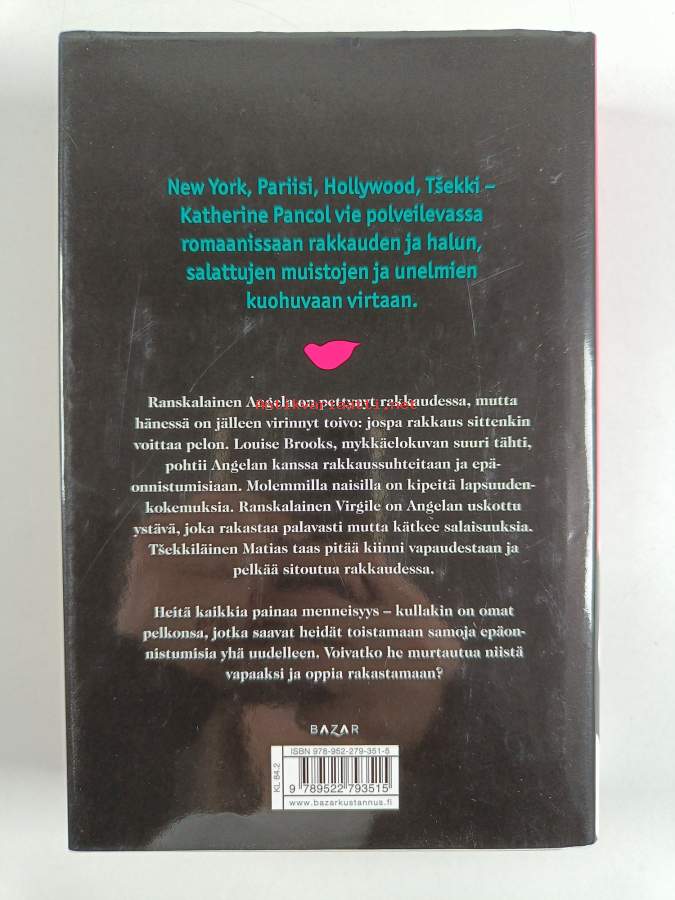 New York, Pariisi, Hollywood, Tšekki –
Katherine Pancol vie polveilevassa
romaanissaan rakkauden ja halun,
salattujen muistojen ja unelmien
kuohuvaan virtaan.
Ranskalainen Angela on pettynyt rakkaudessa, mutta
antikvariaatti.net
hänessä on jälleen virinnyt toivo: jospa rakkaus sittenkin
voittaa pelon. Louise Brooks, mykkäelokuvan suuri tähti,
pohtii Angelan kanssa rakkaussuhteitaan ja epä-
onnistumisiaan. Molemmilla naisilla on kipeitä lapsuuden-
kokemuksia. Ranskalainen Virgile on Angelan uskottu
ystävä, joka rakastaa palavasti mutta kätkee salaisuuksia.
Tšekkiläinen Matias taas pitää kiinni vapaudestaan ja
pelkää sitoutua rakkaudessa.
Heitä kaikkia painaa menneisyys – kullakin on omat
pelkonsa, jotka saavat heidät toistamaan samoja epäon-
nistumisia yhä uudelleen. Voivatko he murtautua niistä
vapaaksi ja oppia rakastamaan?
BAZAR
ISBN 978-952-279-351-5
KL 84.2
9 789522 793515
www.bazarkustannus.fi